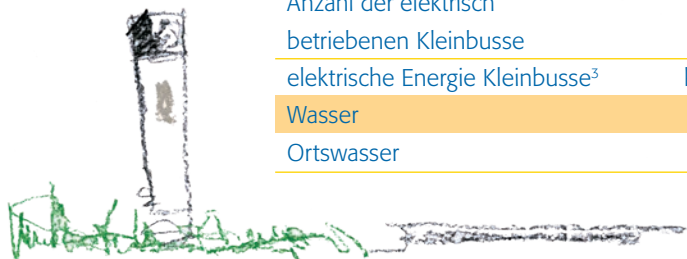 Anzahl der elektrisch
betriebenen Kleinbusse
elektrische Energie Kleinbusse³
Wasser
Ortswasser